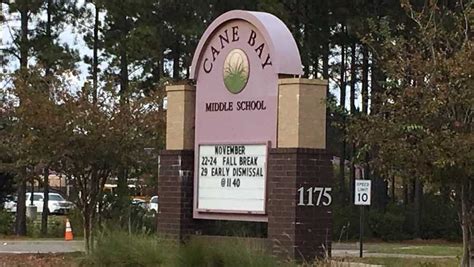 CANE BAY
MIDDLE SCHOOL
NOVEMBER
22-24 FALL BREAK
29 EARLY DISMISSAL
@11 40
1175
SPEED
LIMIT
10